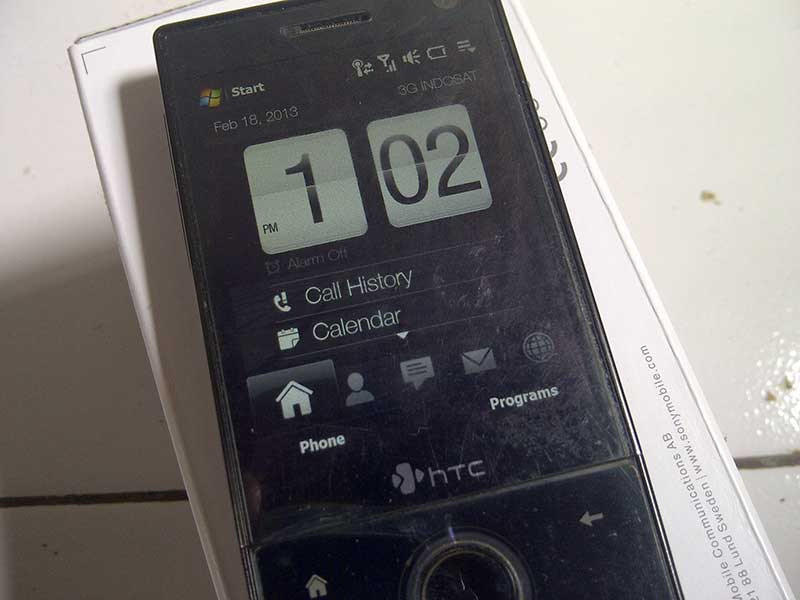 Start
3G INDOSAT
Feb 18, 2013
1 02
PM
Alarm Off
Call History
Calendar
Phone
Programs
hTC
Mobile Communications AB
21 88 Lund Sweden | www.sonymobile.com